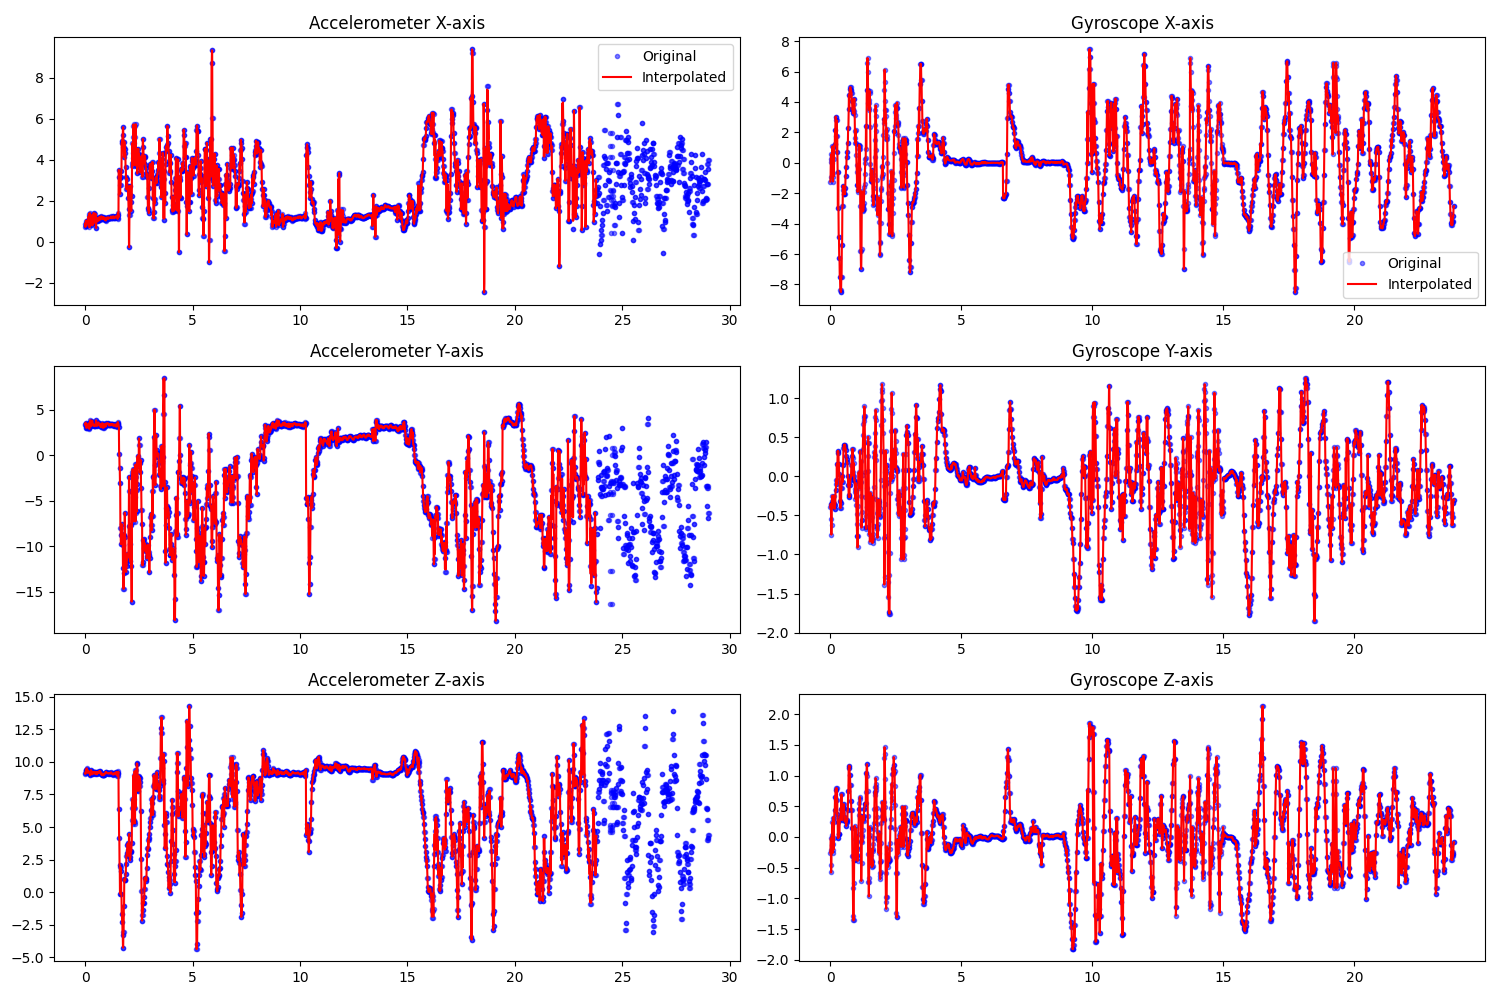 Accelerometer X-axis
8
6
4
2
0
−2
Original
Interpolated
0 5 10 15 20 25 30
Gyroscope X-axis
8
6
4
2
0
−2
−4
−6
−8
Original
Interpolated
0 5 10 15 20
Accelerometer Y-axis
5
0
−5
−10
−15
0 5 10 15 20 25 30
Gyroscope Y-axis
1.0
0.5
0.0
−0.5
−1.0
−1.5
−2.0
0 5 10 15 20
Accelerometer Z-axis
15.0
12.5
10.0
7.5
5.0
2.5
0.0
−2.5
−5.0
0 5 10 15 20 25 30
Gyroscope Z-axis
2.0
1.5
1.0
0.5
0.0
−0.5
−1.0
−1.5
−2.0
0 5 10 15 20